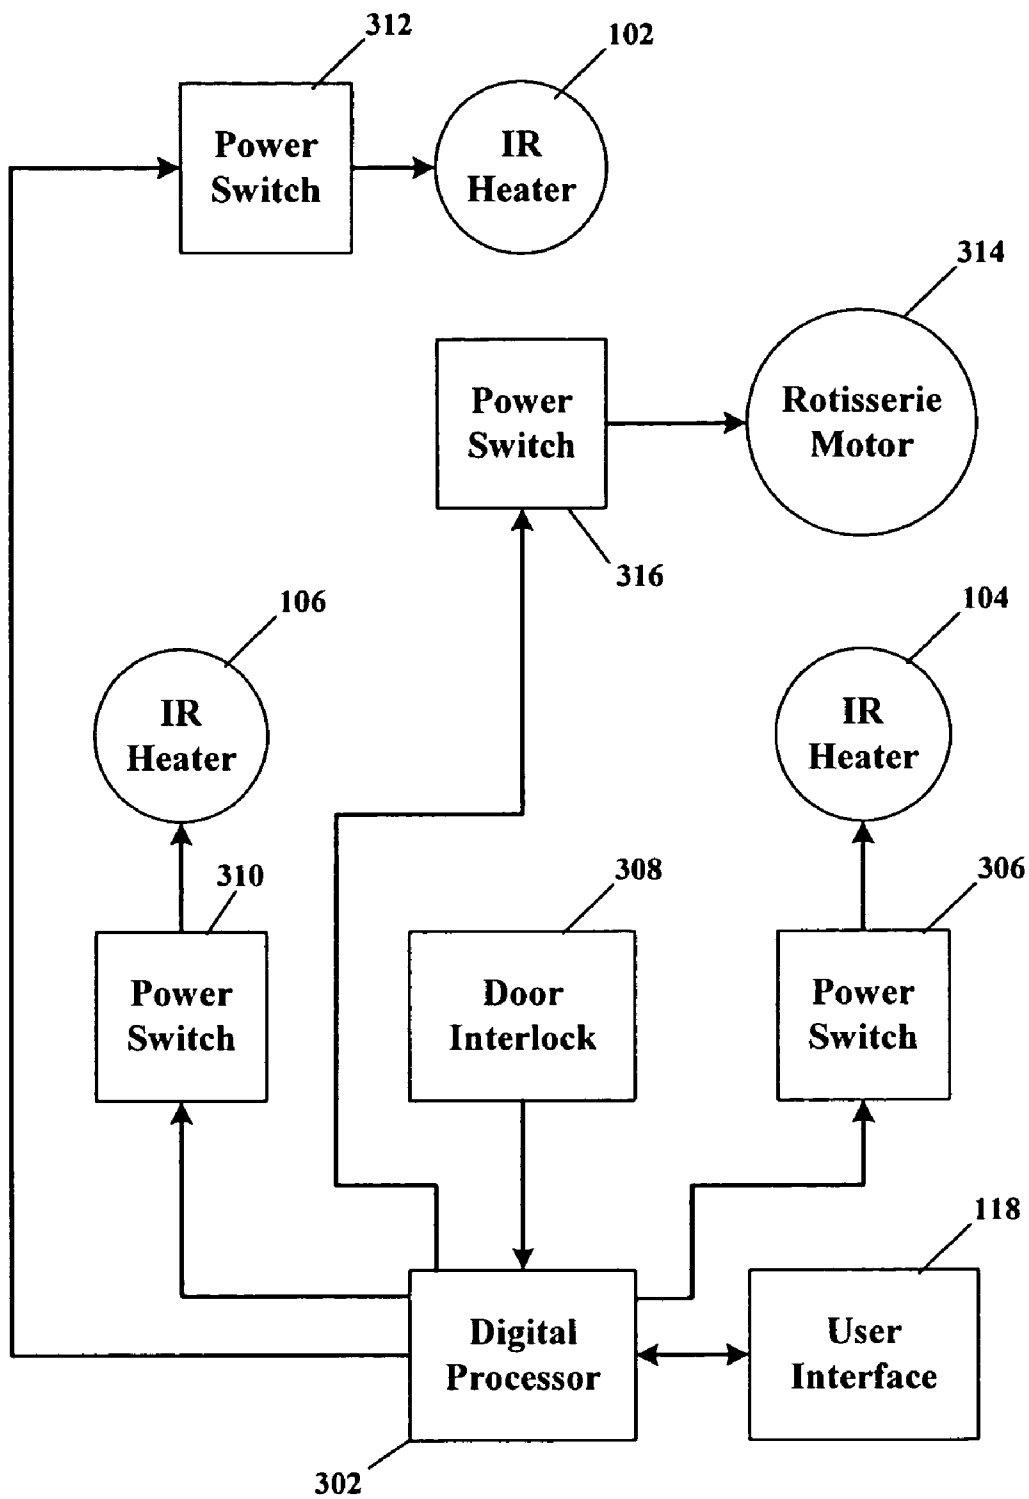 312
102
Power
Switch
IR
Heater
314
Power
Switch
Rotisserie
Motor
316
106
104
IR
Heater
IR
Heater
310
308
306
Power
Switch
Door
Interlock
Power
Switch
118
Digital
Processor
User
Interface
302